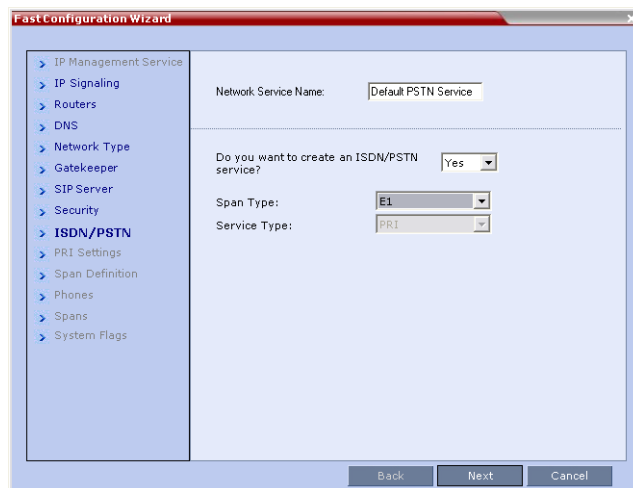 Fast Configuration Wizard
IP Management Service
IP Signaling
Routers
DNS
Network Type
Gatekeeper
SIP Server
Security
ISDN/PSTN
PRI Settings
Span Definition
Phones
Spans
System Flags
Network Service Name: Default PSTN Service
Do you want to create an ISDN/PSTN
service? Yes
Span Type: E1
Service Type: PRI
Back Next Cancel